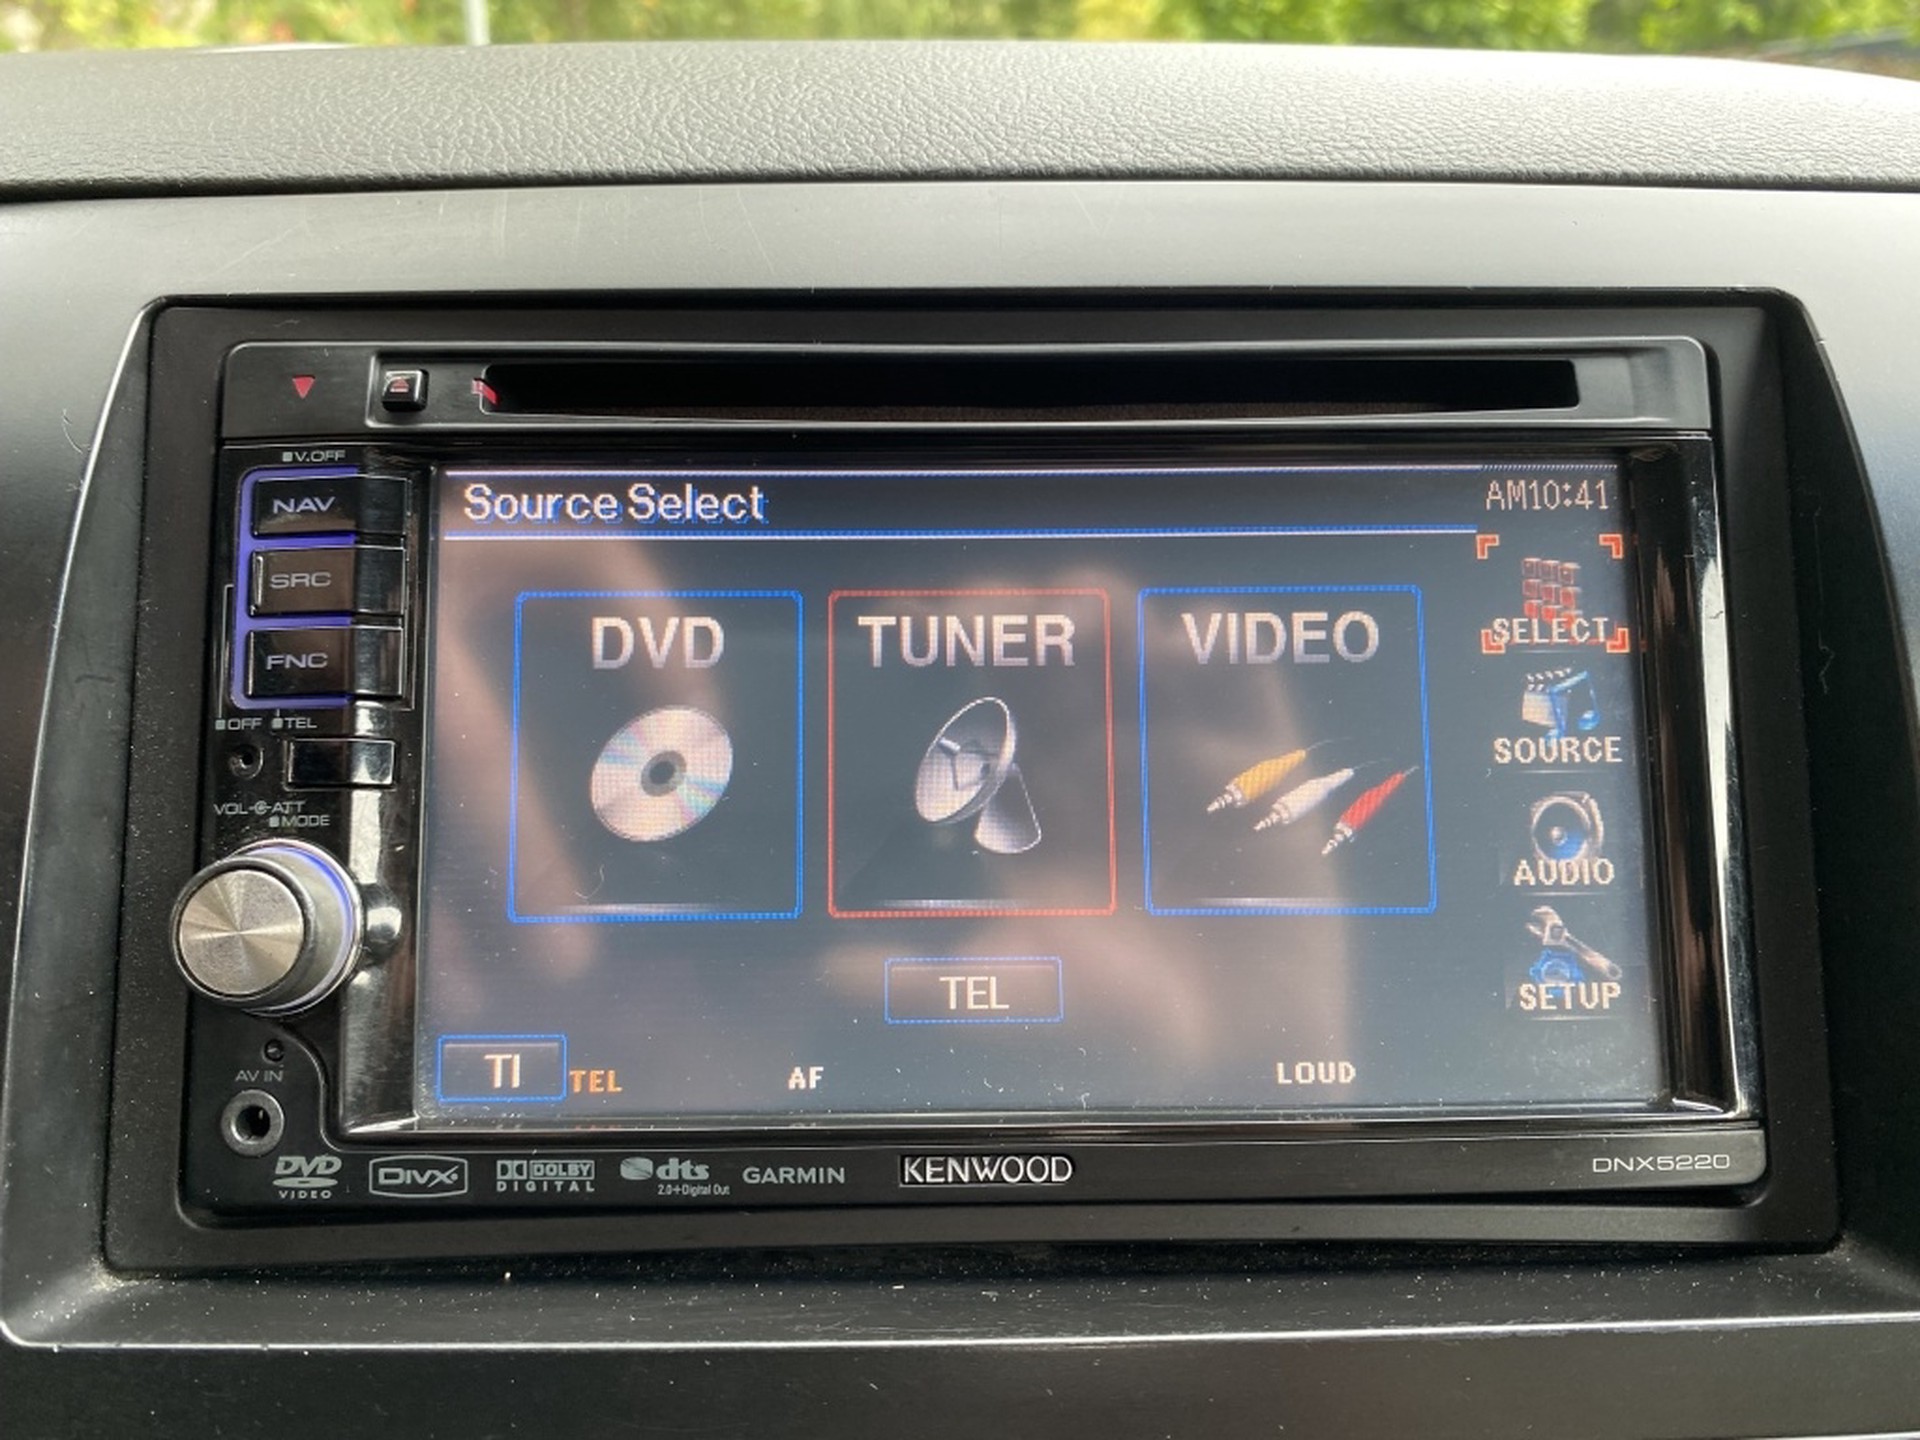 V.OFF
NAV
SRC
FNC
OFF TEL
VOL ATT
MODE
AV IN
Source Select
AM10:41
DVD
TUNER
VIDEO
TEL
SELECT
SOURCE
AUDIO
SETUP
TI
TEL
AF
LOUD
DVD
VIDEO
DIVX
DOLBY
DIGITAL
dts
2.0+Digital Out
GARMIN
KENWOOD
DNX5220